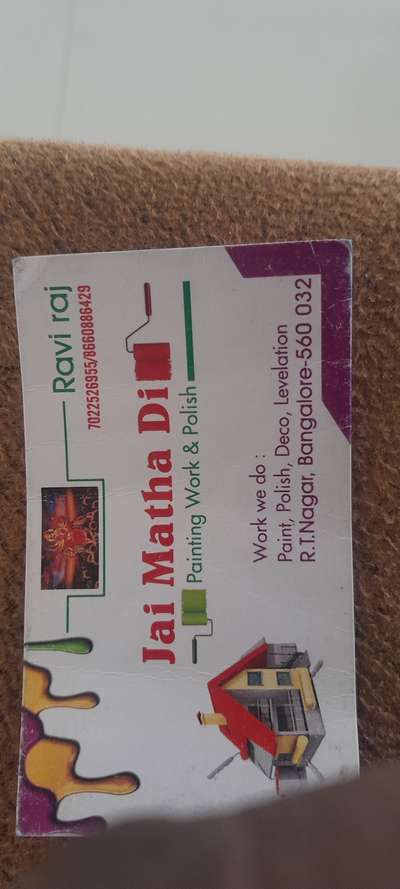 Ravi raj
7022526955/8660886429
Jai Matha Di
Painting Work & Polish
Work we do :
Paint, Polish, Deco, Levelation
R.T.Nagar, Bangalore-560 032